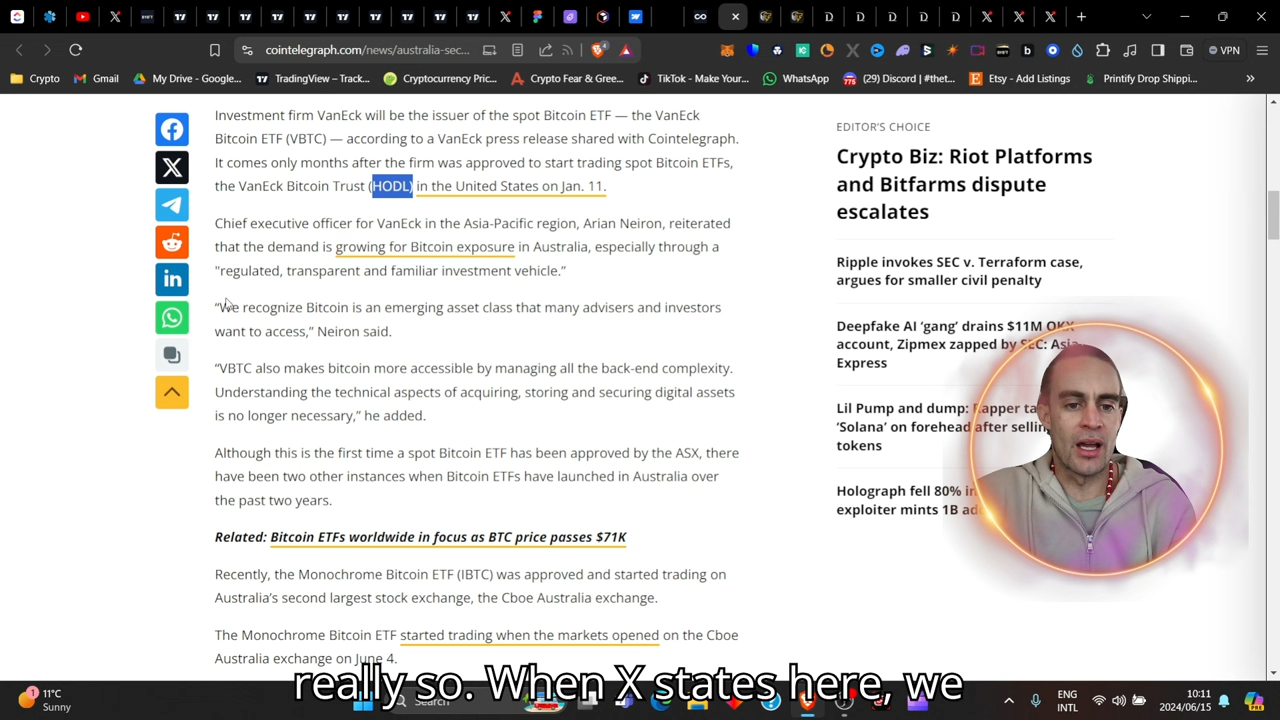 cointelegraph.com/news/australia-sec...
4
VPN
Crypto
Gmail
My Drive - Google...
TradingView – Track...
Cryptocurrency Pric...
Crypto Fear & Gree...
TikTok - Make Your...
WhatsApp
(29) Discord | #thet...
Etsy - Add Listings
Printify Drop Shippi...
Investment firm VanEck will be the issuer of the spot Bitcoin ETF — the VanEck
Bitcoin ETF (VBTC) — according to a VanEck press release shared with Cointelegraph.
It comes only months after the firm was approved to start trading spot Bitcoin ETFs,
the VanEck Bitcoin Trust (HODL) in the United States on Jan. 11.
Chief executive officer for VanEck in the Asia-Pacific region, Arian Neiron, reiterated
that the demand is growing for Bitcoin exposure in Australia, especially through a
"regulated, transparent and familiar investment vehicle.”
“We recognize Bitcoin is an emerging asset class that many advisers and investors
want to access,” Neiron said.
“VBTC also makes bitcoin more accessible by managing all the back-end complexity.
Understanding the technical aspects of acquiring, storing and securing digital assets
is no longer necessary,” he added.
Although this is the first time a spot Bitcoin ETF has been approved by the ASX, there
have been two other instances when Bitcoin ETFs have launched in Australia over
the past two years.
Related: Bitcoin ETFs worldwide in focus as BTC price passes $71K
Recently, the Monochrome Bitcoin ETF (IBTC) was approved and started trading on
Australia’s second largest stock exchange, the Cboe Australia exchange.
The Monochrome Bitcoin ETF started trading when the markets opened on the Cboe
Australia exchange on June 4.
EDITOR’S CHOICE
Crypto Biz: Riot Platforms
and Bitfarms dispute
escalates
Ripple invokes SEC v. Terraform case,
argues for smaller civil penalty
Deepfake AI ‘gang’ drains $11M OKX
account, Zipmex zapped by SEC: Asia
Express
Lil Pump and dump: Rapper
‘Solana’ on forehead after
tokens
Holograph fell 80% in
exploiter mints 1B
really so. When X states here, we
1
11°C
Sunny
Search
ENG
INTL
10:11
2024/06/15